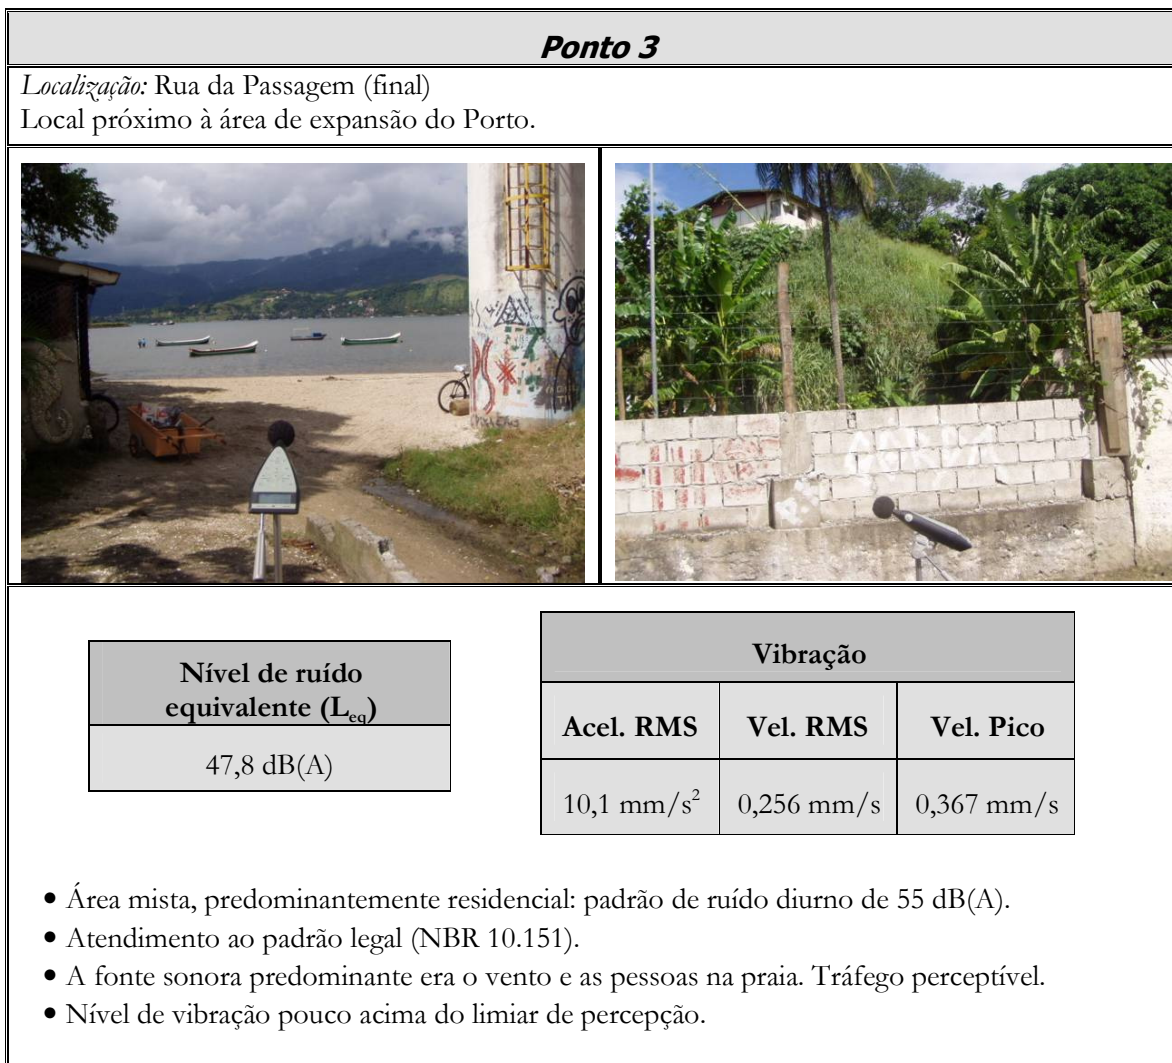 Ponto 3
Localização: Rua da Passagem (final)
Local próximo à área de expansão do Porto.
Nível de ruído
equivalente (Leq)
47,8 dB(A)
Vibração
Acel. RMS Vel. RMS Vel. Pico
10,1 mm/s² 0,256 mm/s 0,367 mm/s
• Área mista, predominantemente residencial: padrão de ruído diurno de 55 dB(A).
• Atendimento ao padrão legal (NBR 10.151).
• A fonte sonora predominante era o vento e as pessoas na praia. Tráfego perceptível.
• Nível de vibração pouco acima do limiar de percepção.